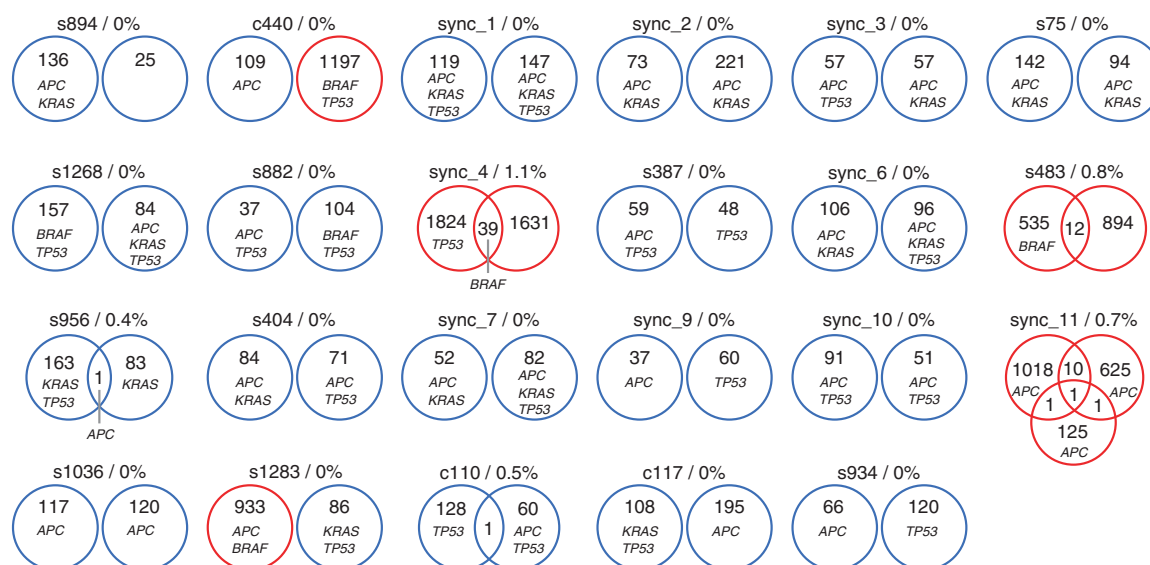 s894 / 0%
136
APC
KRAS
25
c440 / 0%
109
APC
1197
BRAF
TP53
sync_1 / 0%
119
APC
KRAS
TP53
147
APC
KRAS
TP53
sync_2 / 0%
73
APC
KRAS
221
APC
KRAS
sync_3 / 0%
57
APC
TP53
57
APC
KRAS
s75 / 0%
142
APC
KRAS
94
APC
KRAS
s1268 / 0%
157
BRAF
TP53
84
APC
KRAS
TP53
s882 / 0%
37
APC
TP53
104
BRAF
TP53
sync_4 / 1.1%
1824
TP53
39
1631
BRAF
s387 / 0%
59
APC
TP53
48
TP53
sync_6 / 0%
106
APC
KRAS
96
APC
KRAS
TP53
s483 / 0.8%
535
BRAF
12
894
s956 / 0.4%
163
KRAS
TP53
1
83
KRAS
APC
s404 / 0%
84
APC
KRAS
71
APC
TP53
sync_7 / 0%
52
APC
KRAS
82
APC
KRAS
TP53
sync_9 / 0%
37
APC
60
TP53
sync_10 / 0%
91
APC
TP53
51
APC
TP53
sync_11 / 0.7%
1018
APC
10
625
APC
1
1
1
125
APC
s1036 / 0%
117
APC
120
APC
s1283 / 0%
933
APC
BRAF
86
KRAS
TP53
c110 / 0.5%
128
TP53
1
60
APC
TP53
c117 / 0%
108
KRAS
TP53
195
APC
s934 / 0%
66
APC
120
TP53